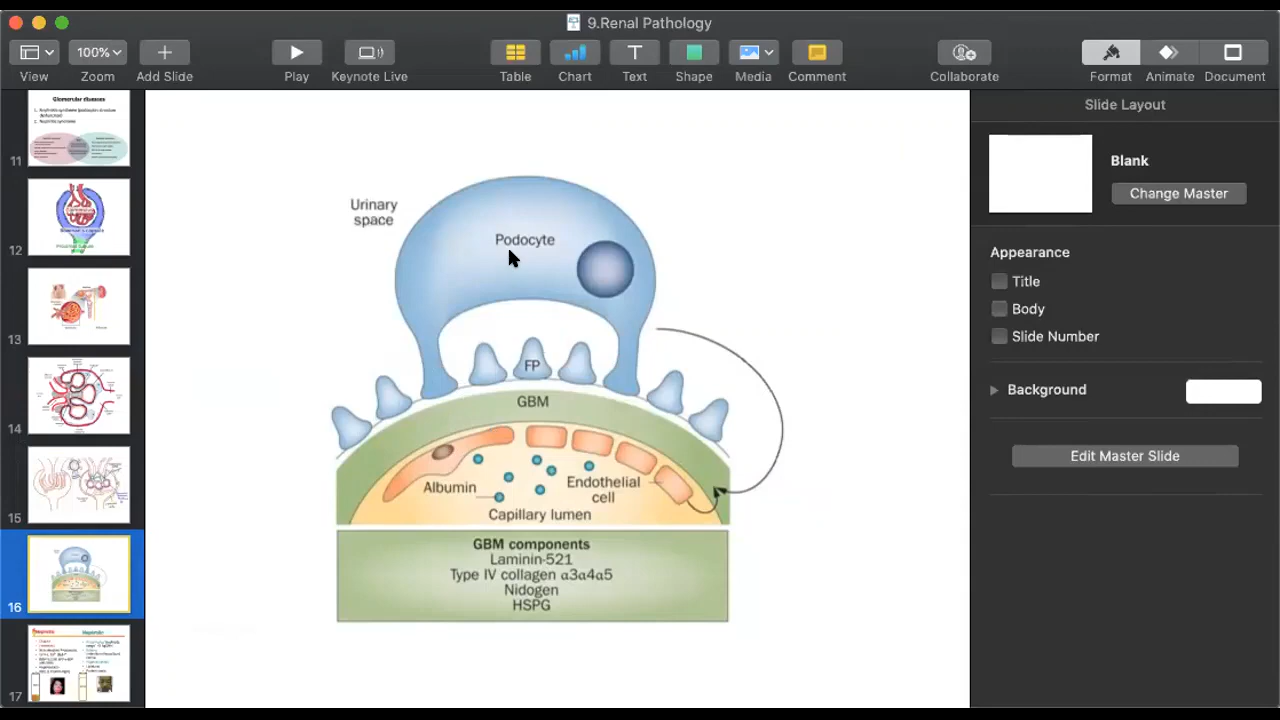 9.Renal Pathology
100%
View
Zoom
Add Slide
Play
Keynote Live
Table
Chart
Text
Shape
Media
Comment
Collaborate
Format
Animate
Document
Glomerular diseases
11
12
13
14
15
16
17
Urinary
space
Podocyte
FP
GBM
Albumin
Endothelial
cell
Capillary lumen
GBM components
Laminin-521
Type IV collagen α3α4α5
Nidogen
HSPG
Slide Layout
Blank
Change Master
Appearance
Title
Body
Slide Number
Background
Edit Master Slide